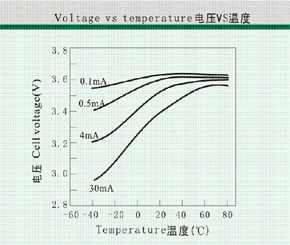 Voltage vs temperature电压VS温度
3.8
3.6
3.4
3.2
3.0
2.8
电压 Cell voltage(V)
0.1mA
0.5mA
4mA
30mA
-60 -40 -20 0 20 40 60 80
Temperature温度(℃)